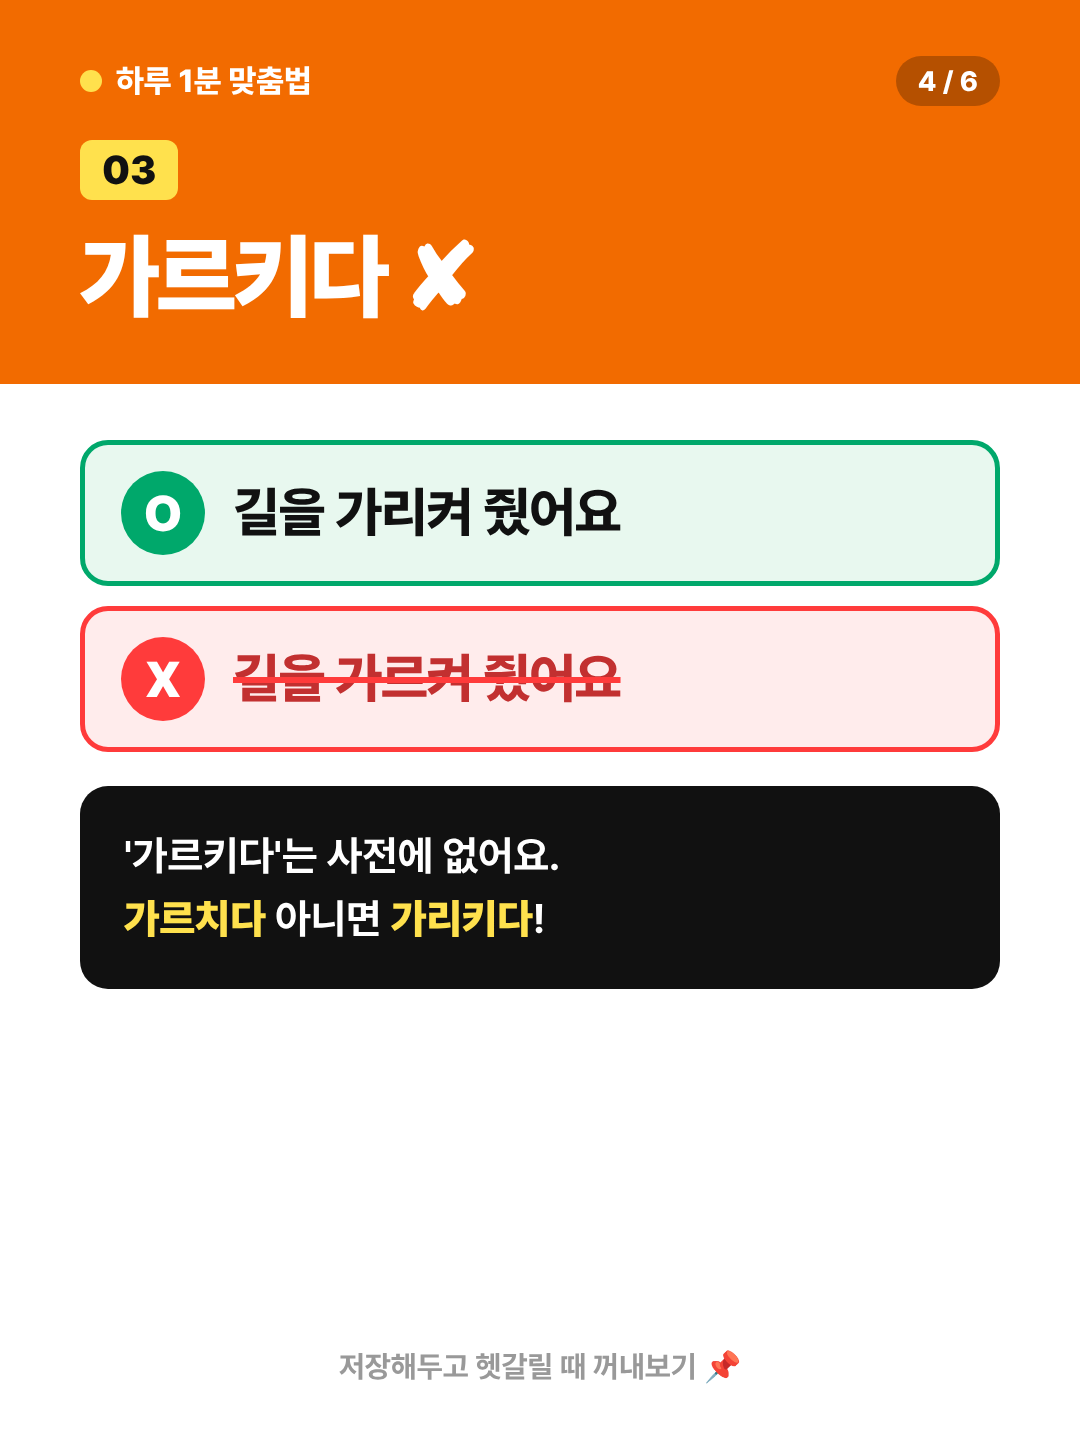 하루 1분 맞춤법
4 / 6
03
가르키다 ✘
O 길을 가리켜 줬어요
X 길을 가르켜 줬어요
'가르키다'는 사전에 없어요.
가르치다 아니면 가리키다!
저장해두고 헷갈릴 때 꺼내보기 📌